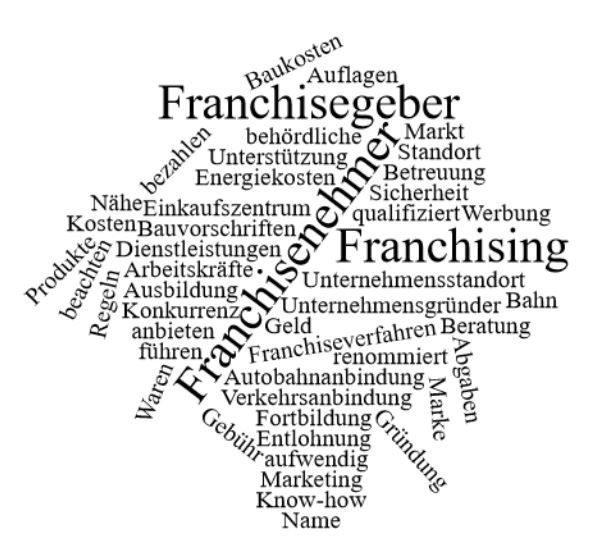 Baukosten
Auflagen
Franchisegeber
behördliche
Markt
bezahlen
Unterstützung
Standort
Energiekosten
Betreuung
Sicherheit
Nähe
Einkaufszentrum
qualifiziert
Werbung
Kosten
Bauvorschriften
Franchisenehmer
Franchising
Produkte
beachten
Dienstleistungen
Arbeitskräfte
Unternehmensstandort
Regeln
Ausbildung
Konkurrenz
Unternehmensgründer
Bahn
anbieten
Geld
Franchiseverfahren
Beratung
führen
renommiert
Abgaben
Waren
Autobahnanbindung
Marke
Verkehrsanbindung
Gebühr
Fortbildung
Gründung
Entlohnung
aufwendig
Marketing
Know-how
Name